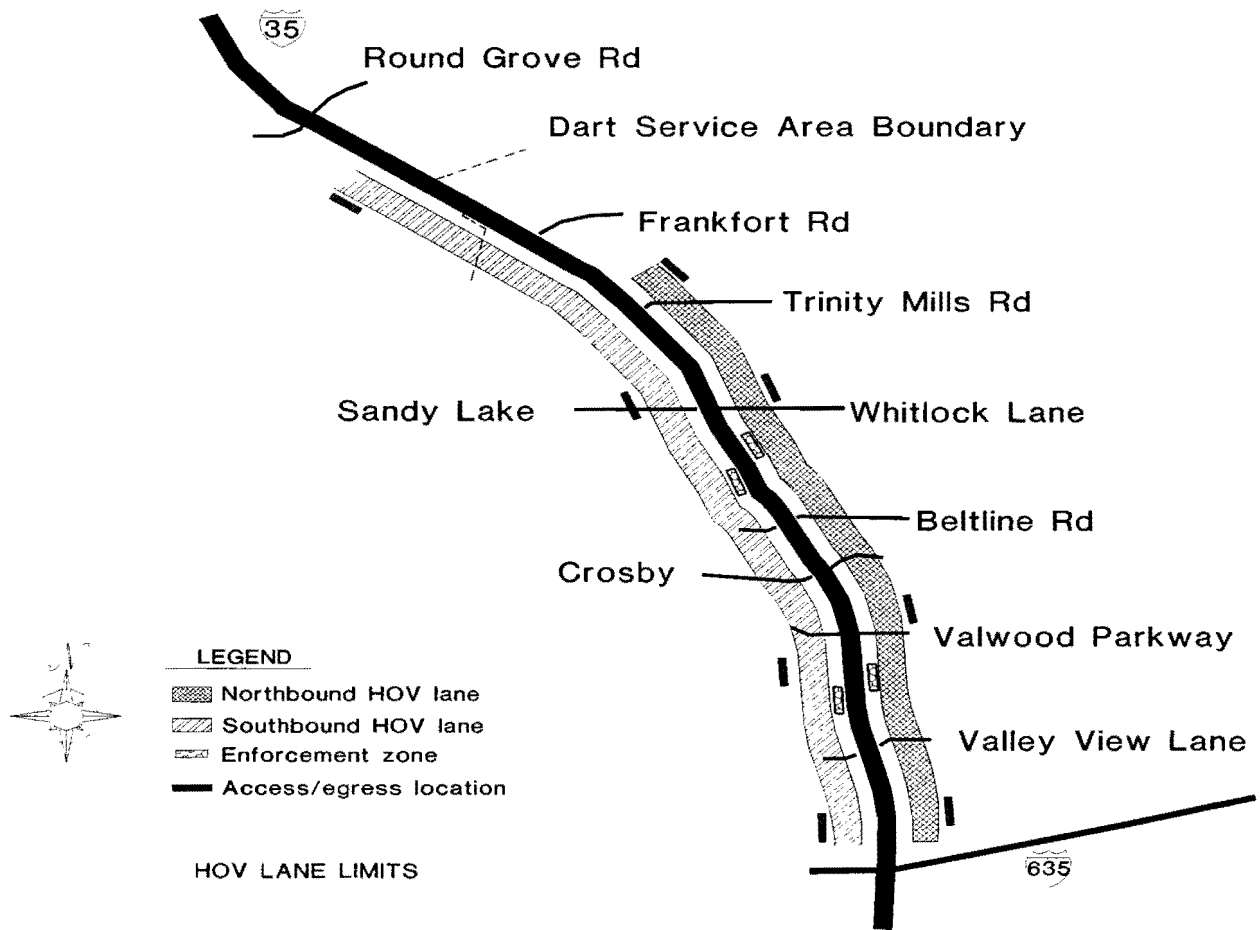 35
Round Grove Rd
Dart Service Area Boundary
Frankfort Rd
Trinity Mills Rd
Sandy Lake
Whitlock Lane
Beltline Rd
Crosby
Valwood Parkway
LEGEND
Northbound HOV lane
Southbound HOV lane
Enforcement zone
Access/egress location
Valley View Lane
HOV LANE LIMITS
635